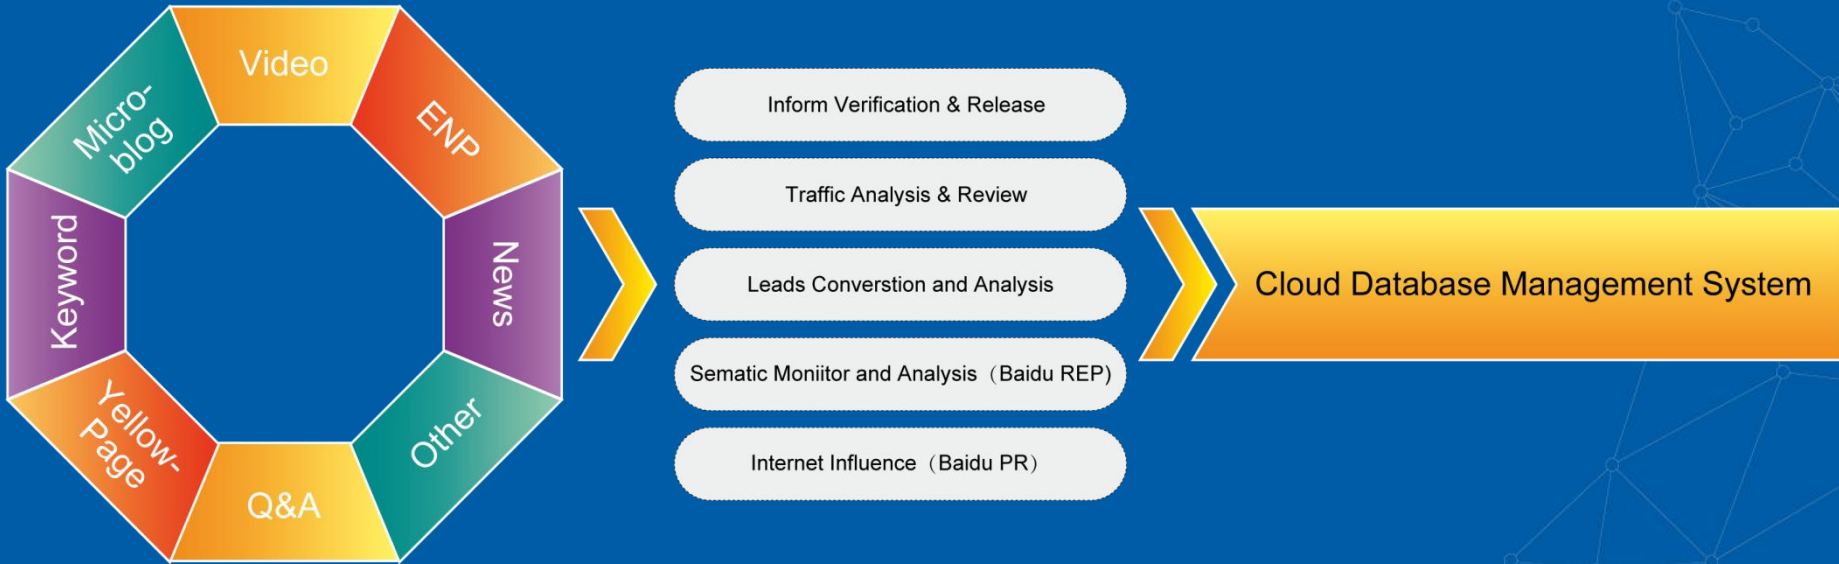 Video
ENP
News
Other
Q&A
Yellow-
Page
Keyword
Micro-
blog
Inform Verification & Release
Traffic Analysis & Review
Leads Converstion and Analysis
Sematic Moniitor and Analysis（Baidu REP)
Internet Influence（Baidu PR）
Cloud Database Management System